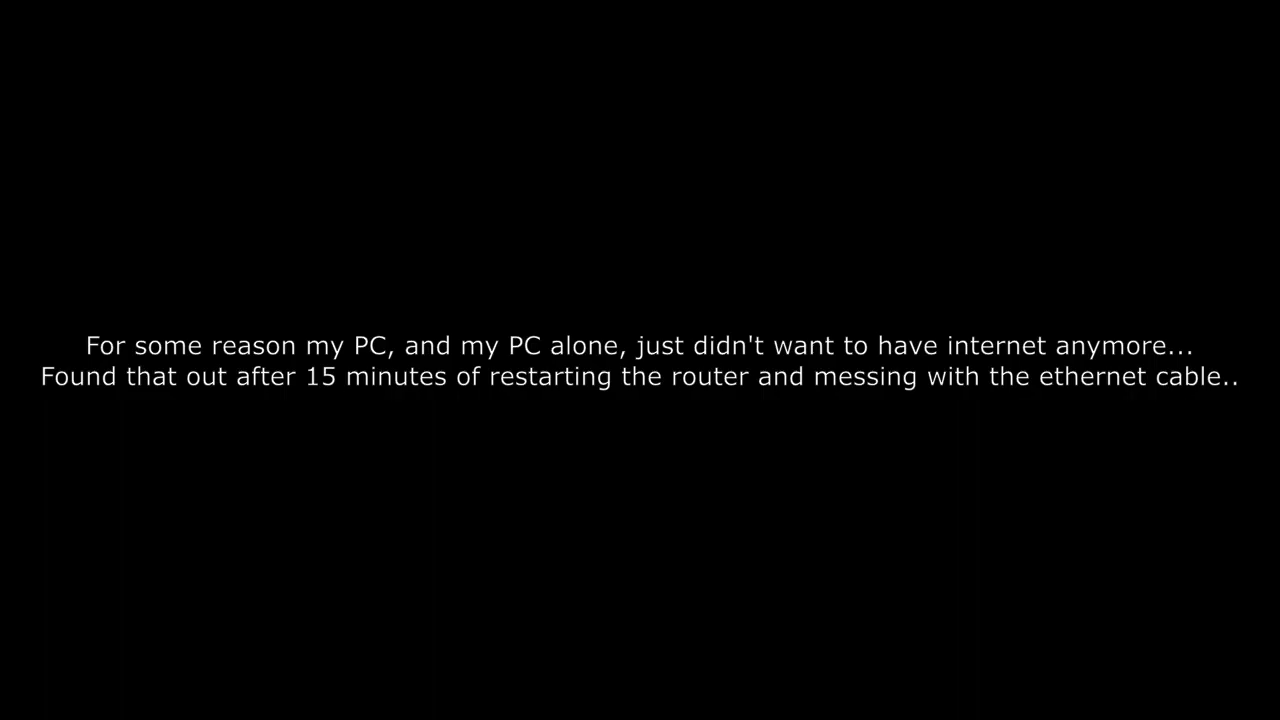 For some reason my PC, and my PC alone, just didn't want to have internet anymore...
Found that out after 15 minutes of restarting the router and messing with the ethernet cable..